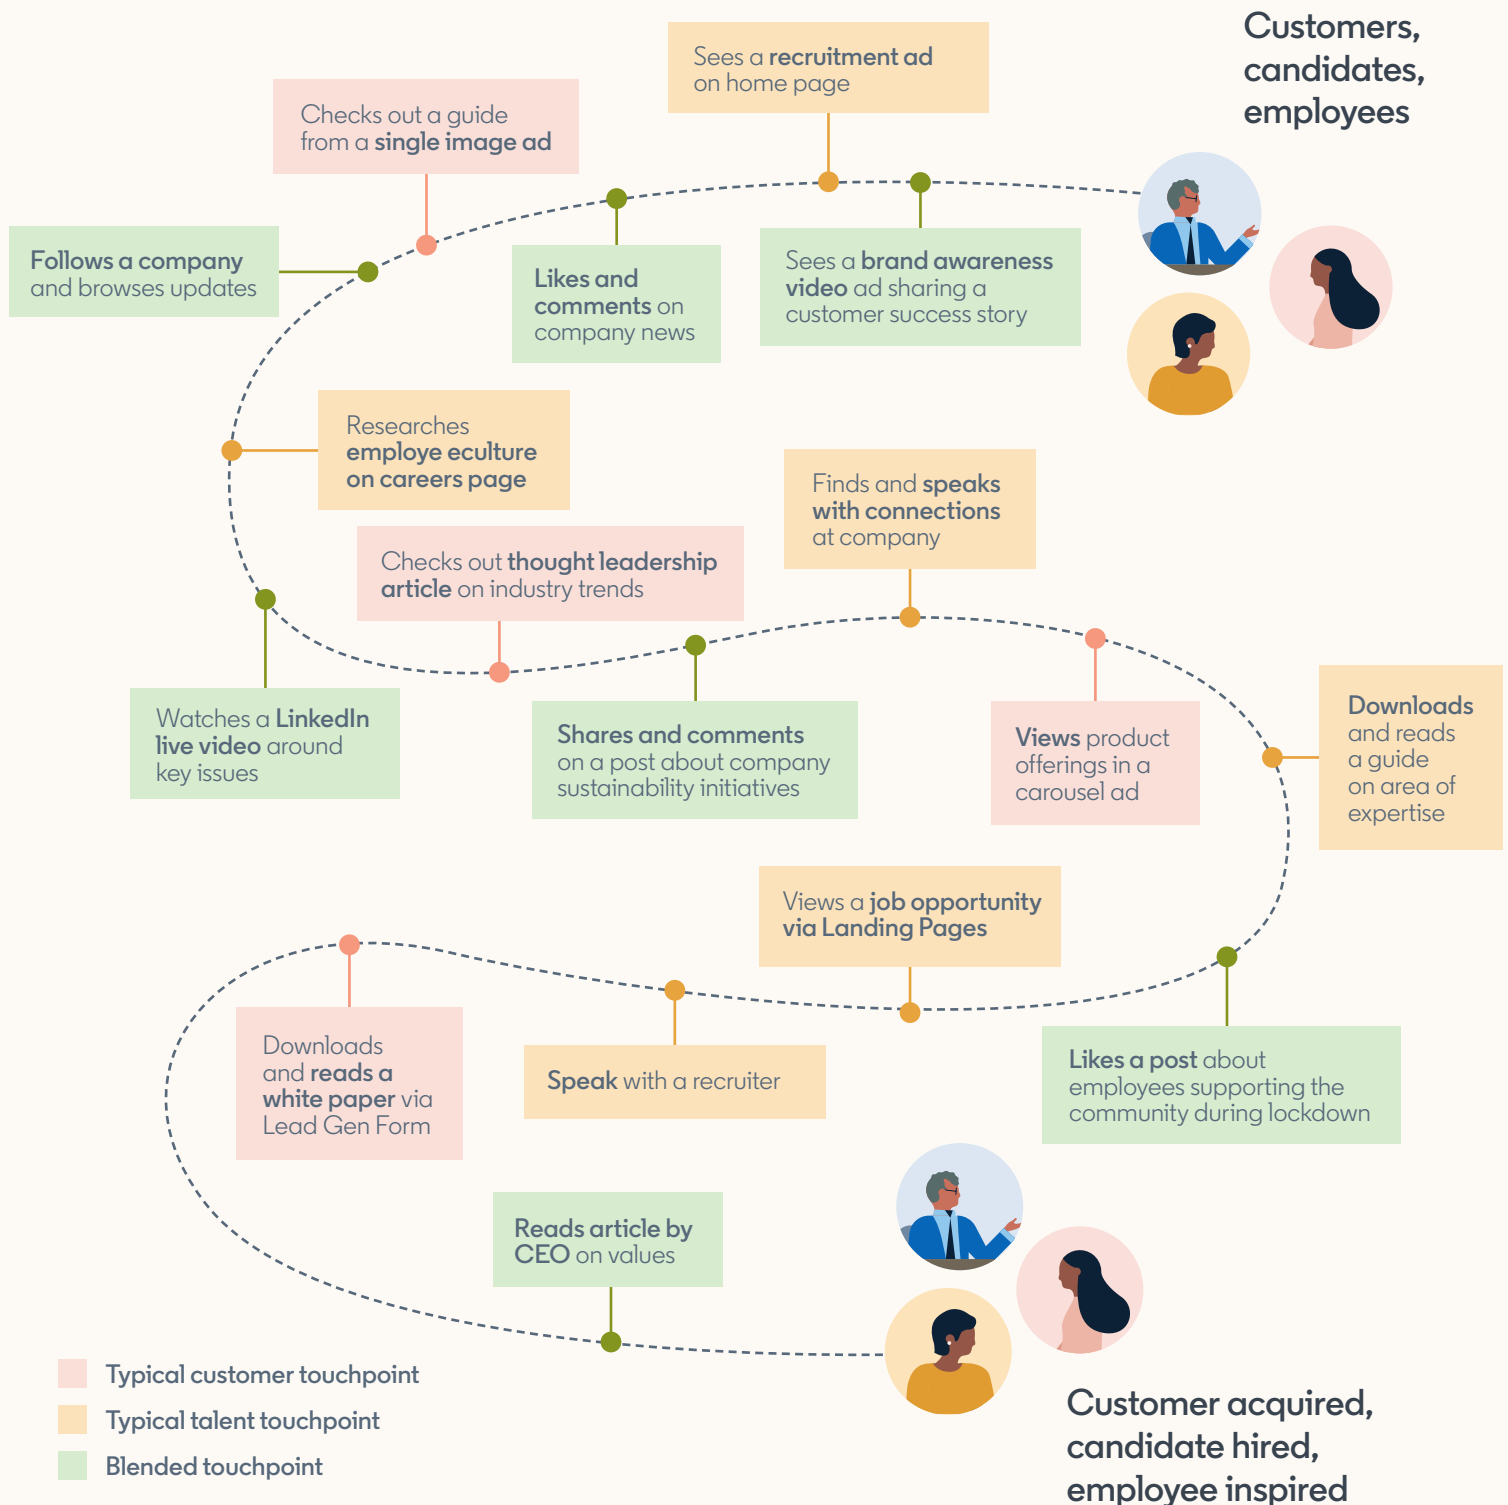 Customers,
candidates,
employees
Sees a recruitment ad
on home page
Checks out a guide
from a single image ad
Follows a company
and browses updates
Likes and
comments on
company news
Sees a brand awareness
video ad sharing a
customer success story
Researches
employe eculture
on careers page
Finds and speaks
with connections
at company
Checks out thought leadership
article on industry trends
Watches a LinkedIn
live video around
key issues
Shares and comments
on a post about company
sustainability initiatives
Views product
offerings in a
carousel ad
Downloads
and reads
a guide
on area of
expertise
Views a job opportunity
via Landing Pages
Downloads
and reads a
white paper via
Lead Gen Form
Speak with a recruiter
Likes a post about
employees supporting the
community during lockdown
Reads article by
CEO on values
Typical customer touchpoint
Typical talent touchpoint
Blended touchpoint
Customer acquired,
candidate hired,
employee inspired